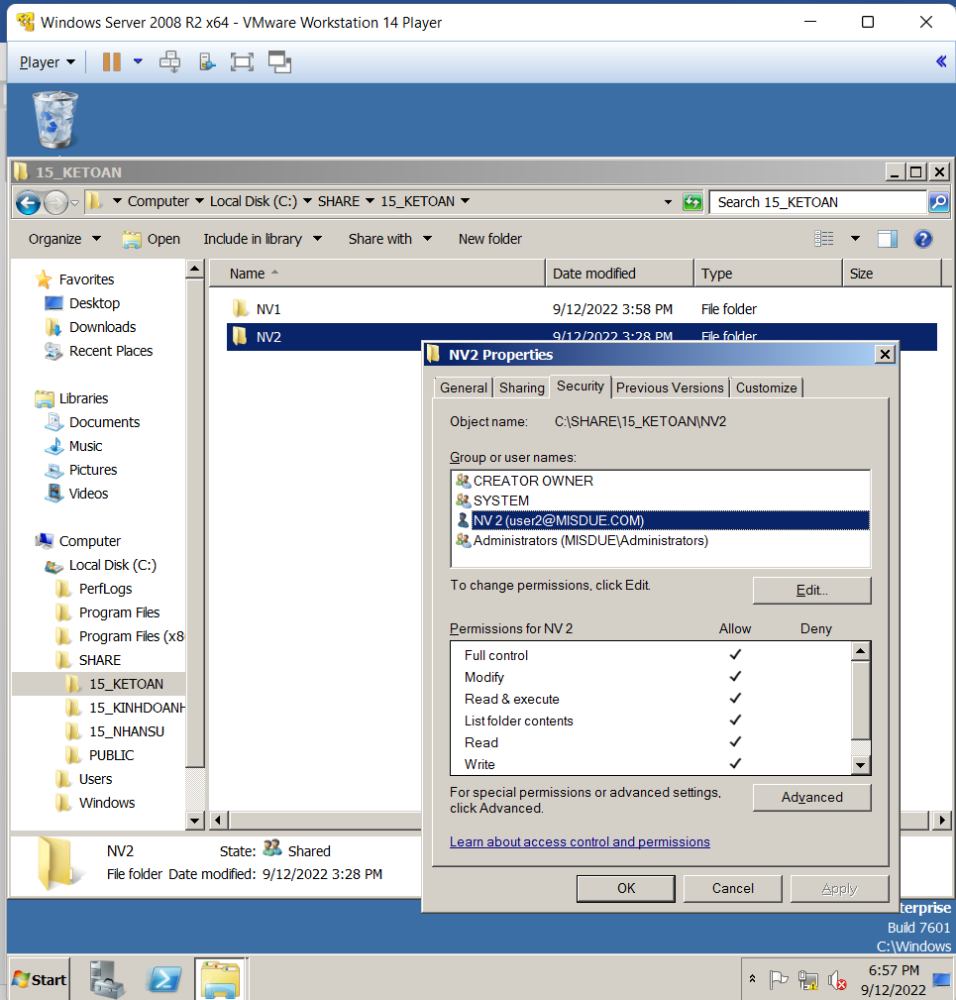 Windows Server 2008 R2 x64 - VMware Workstation 14 Player
Player
15_KETOAN
Computer Local Disk (C:) SHARE 15_KETOAN
Search 15_KETOAN
Organize Open Include in library Share with New folder
Name Date modified Type Size
Favorites
Desktop
Downloads
Recent Places
Libraries
Documents
Music
Pictures
Videos
Computer
Local Disk (C:)
PerfLogs
Program Files
Program Files (x8
SHARE
15_KETOAN
15_KINHDOANH
15_NHANSU
PUBLIC
Users
Windows
NV1 9/12/2022 3:58 PM File folder
NV2 9/12/2022 3:28 PM File folder
NV2 Properties
General Sharing Security Previous Versions Customize
Object name: C:\SHARE\15_KETOAN\NV2
Group or user names:
CREATOR OWNER
SYSTEM
NV 2 (user2@MISDUE.COM)
Administrators (MISDUE\Administrators)
To change permissions, click Edit.
Edit...
Permissions for NV 2 Allow Deny
Full control
Modify
Read & execute
List folder contents
Read
Write
For special permissions or advanced settings,
click Advanced.
Advanced
Learn about access control and permissions
OK Cancel Apply
NV2 State: Shared
File folder Date modified: 9/12/2022 3:28 PM
terprise
Build 7601
C:\Windows
Start
6:57 PM
9/12/2022